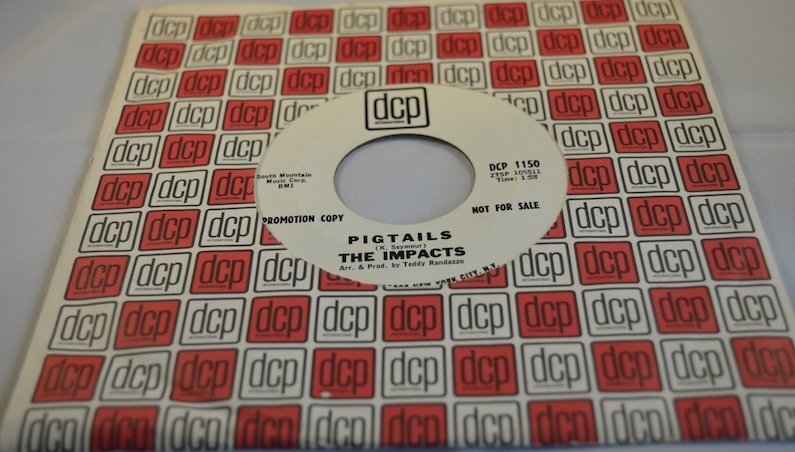 dcp
INTERNATIONAL
South Mountain
Music Corp.
BMI
DCP 1150
ZTSP 105511
Time: 1:58
PROMOTION COPY
NOT FOR SALE
PIGTAILS
(K. Seymour)
THE IMPACTS
Arr. & Prod. by Teddy Randazzo
NEW YORK CITY, N.Y.